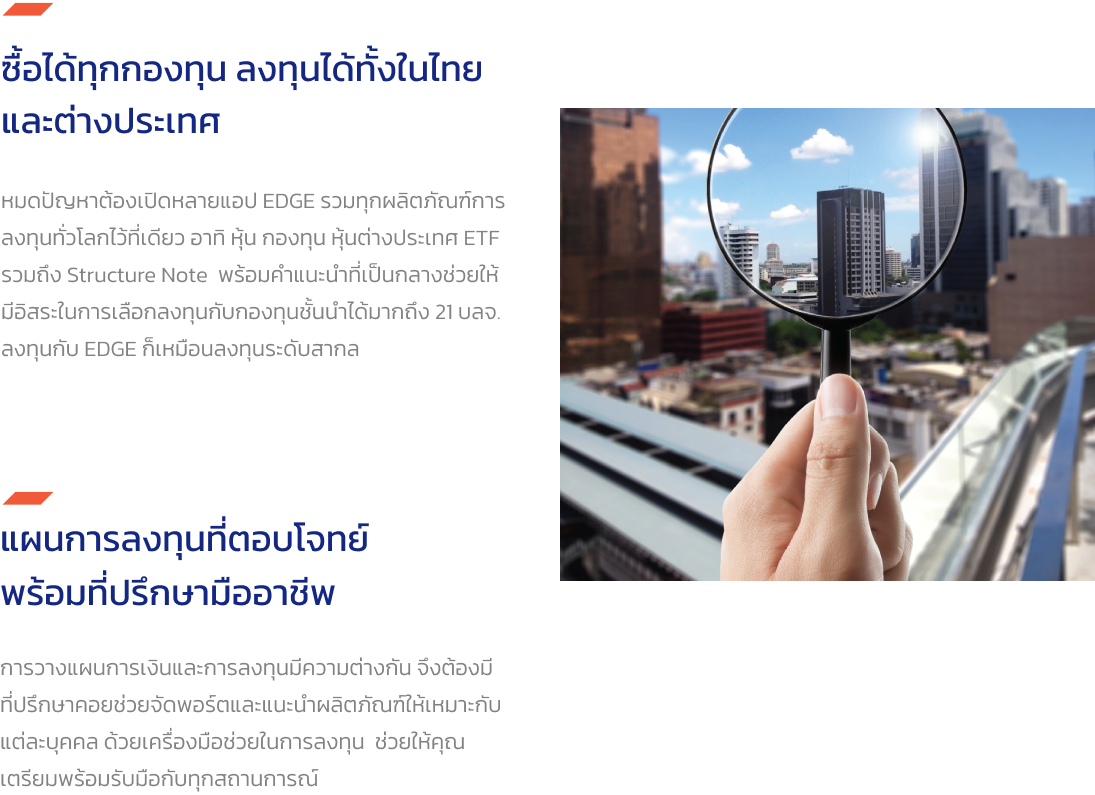 ซื้อได้ทุกกองทุน ลงทุนได้ทั้งในไทย
และต่างประเทศ
หมดปัญหาต้องเปิดหลายแอป EDGE รวมทุกผลิตภัณฑ์การ
ลงทุนทั่วโลกไว้ที่เดียว อาทิ หุ้น กองทุน หุ้นต่างประเทศ ETF
รวมถึง Structure Note  พร้อมคำแนะนำที่เป็นกลางช่วยให้
มีอิสระในการเลือกลงทุนกับกองทุนชั้นนำได้มากถึง 21 บลจ.
ลงทุนกับ EDGE ก็เหมือนลงทุนระดับสากล
แผนการลงทุนที่ตอบโจทย์
พร้อมที่ปรึกษามืออาชีพ
การวางแผนการเงินและการลงทุนมีความต่างกัน จึงต้องมี
ที่ปรึกษาคอยช่วยจัดพอร์ตและแนะนำผลิตภัณฑ์ให้เหมาะกับ
แต่ละบุคคล ด้วยเครื่องมือช่วยในการลงทุน  ช่วยให้คุณ
เตรียมพร้อมรับมือกับทุกสถานการณ์